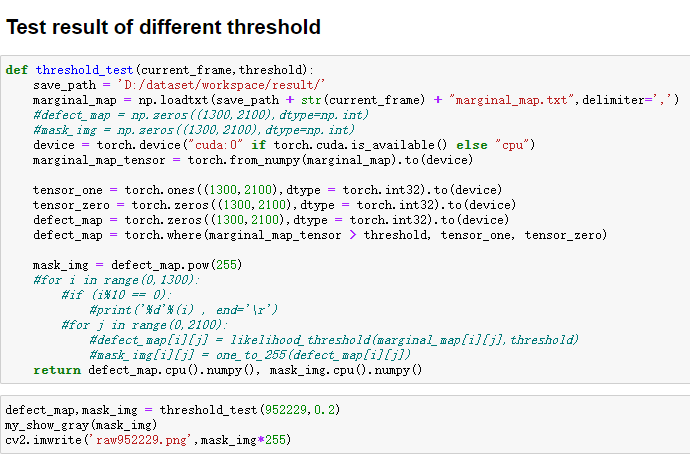 Test result of different threshold
def threshold_test(current_frame,threshold):
    save_path = 'D:/dataset/workspace/result/'
    marginal_map = np.loadtxt(save_path + str(current_frame) + "marginal_map.txt",delimiter=',')
    #defect_map = np.zeros((1300,2100),dtype=np.int)
    #mask_img = np.zeros((1300,2100),dtype=np.int)
    device = torch.device("cuda:0" if torch.cuda.is_available() else "cpu")
    marginal_map_tensor = torch.from_numpy(marginal_map).to(device)

    tensor_one = torch.ones((1300,2100),dtype = torch.int32).to(device)
    tensor_zero = torch.zeros((1300,2100),dtype = torch.int32).to(device)
    defect_map = torch.zeros((1300,2100),dtype = torch.int32).to(device)
    defect_map = torch.where(marginal_map_tensor > threshold, tensor_one, tensor_zero)

    mask_img = defect_map.pow(255)
    #for i in range(0,1300):
        #if (i%10 == 0):
            #print('%d'%(i) , end='\r')
        #for j in range(0,2100):
            #defect_map[i][j] = likelihood_threshold(marginal_map[i][j],threshold)
            #mask_img[i][j] = one_to_255(defect_map[i][j])
    return defect_map.cpu().numpy(), mask_img.cpu().numpy()
defect_map,mask_img = threshold_test(952229,0.2)
my_show_gray(mask_img)
cv2.imwrite('raw952229.png',mask_img*255)